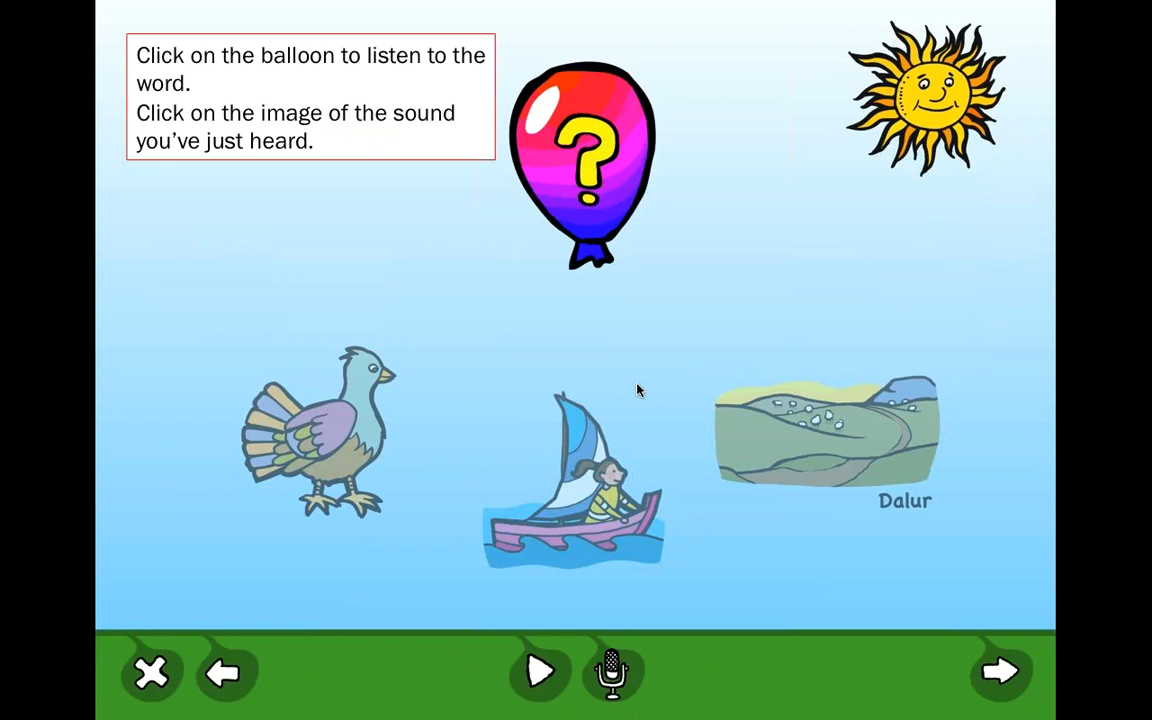 Click on the balloon to listen to the
word.
Click on the image of the sound
you've just heard.
?
Dalur